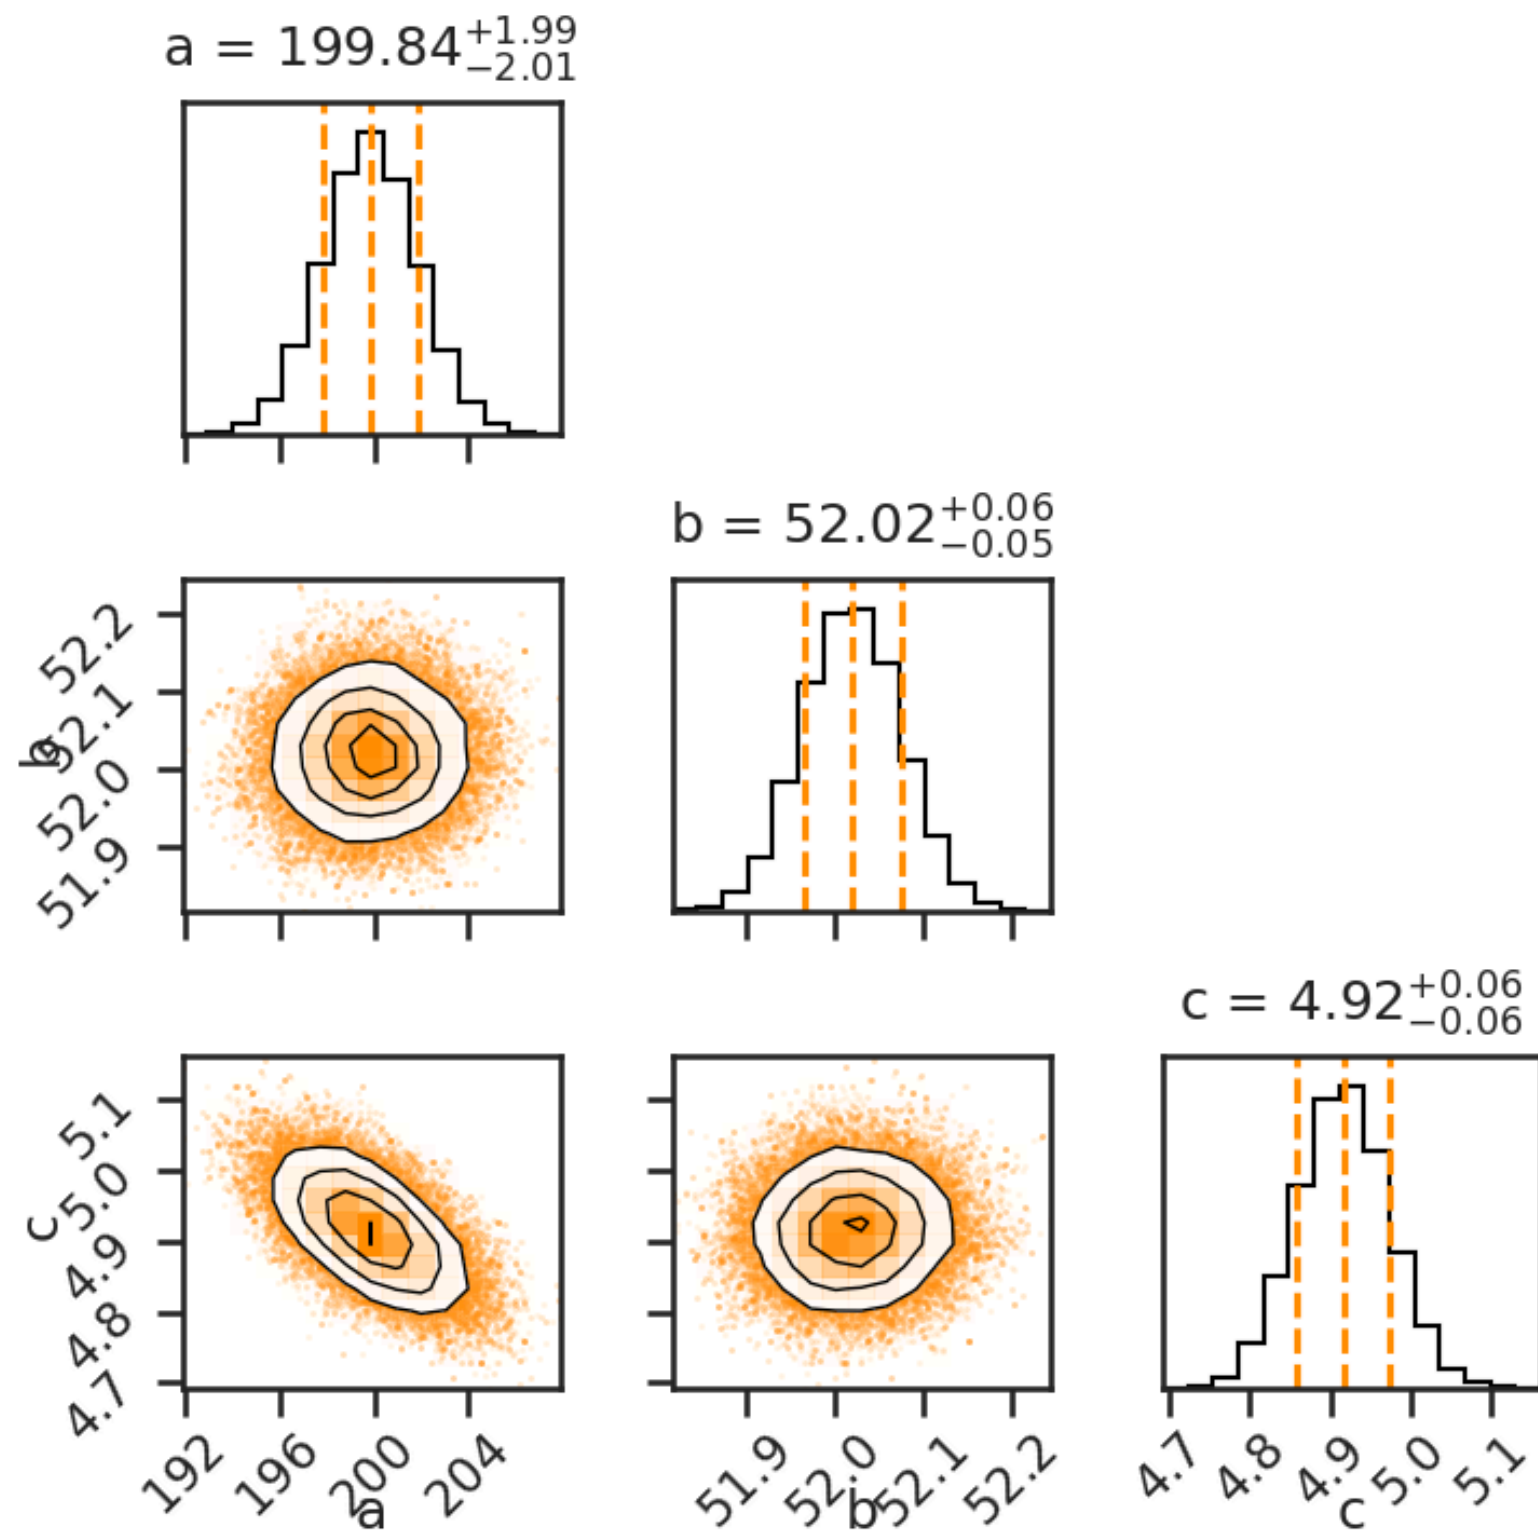 a = 199.84 +1.99 −2.01
b = 52.02 +0.06 −0.05
52.2
52.1
52.0
51.9
b
c = 4.92 +0.06 −0.06
5.1
5.0
4.9
4.8
4.7
c
192 196 200 204
51.9 52.0 52.1 52.2
4.7 4.8 4.9 5.0 5.1
a b c